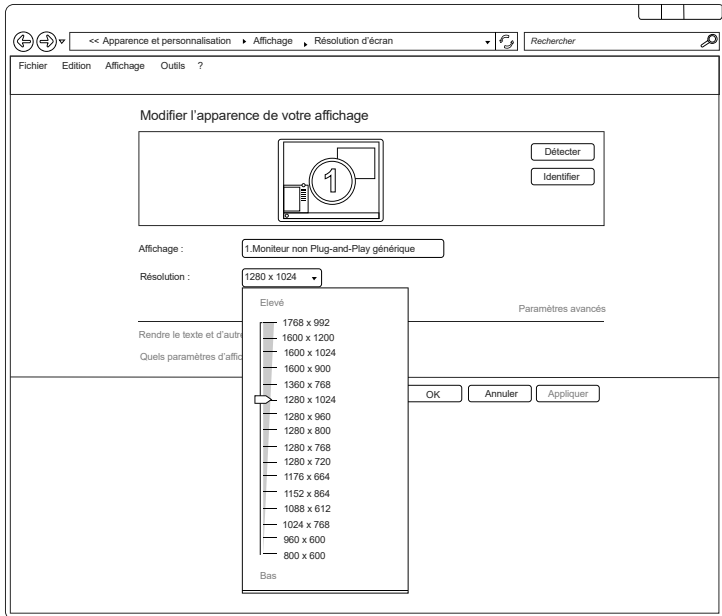 << Apparence et personnalisation Affichage Résolution d'écran Rechercher
Fichier Edition Affichage Outils ?
Modifier l'apparence de votre affichage
1
Détecter
Identifier
Affichage : 1.Moniteur non Plug-and-Play générique
Résolution : 1280 x 1024
Elevé
Paramètres avancés
1768 x 992
Rendre le texte et d'autre
1600 x 1200
1600 x 1024
Quels paramètres d'affic
1600 x 900
1360 x 768
1280 x 1024
OK Annuler Appliquer
1280 x 960
1280 x 800
1280 x 768
1280 x 720
1176 x 664
1152 x 864
1088 x 612
1024 x 768
960 x 600
800 x 600
Bas